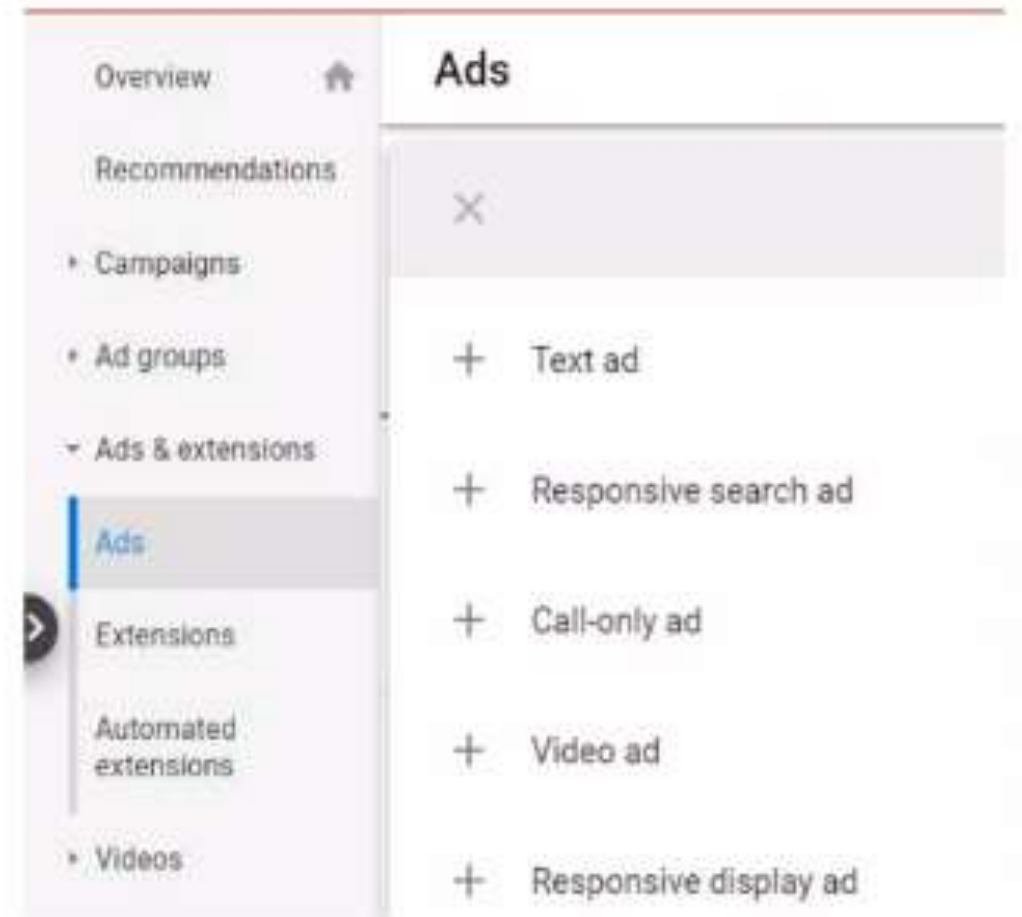 Overview
Recommendations
Campaigns
Ad groups
Ads & extensions
Ads
Extensions
Automated
extensions
Videos
Ads
Text ad
Responsive search ad
Call-only ad
Video ad
Responsive display ad